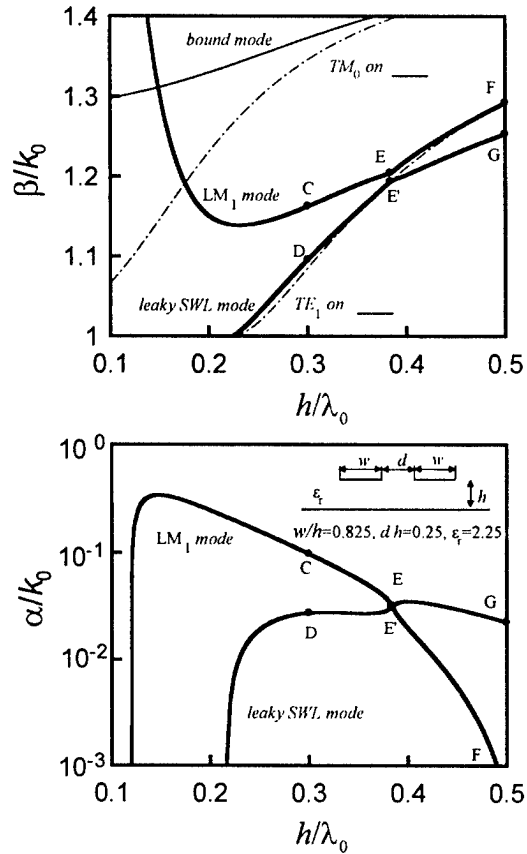 1.4
1.3
1.2
1.1
1
β/k0
bound mode
TM0 on
LM1 mode
C
D
E
E'
F
G
leaky SWL mode
TE1 on
0.1 0.2 0.3 0.4 0.5
h/λ0
10^0
10^-1
10^-2
10^-3
α/k0
w d w
εr
h
w/h=0.825, d h=0.25, εr=2.25
LM1 mode
C
D
E
E'
G
F
leaky SWL mode
0.1 0.2 0.3 0.4 0.5
h/λ0